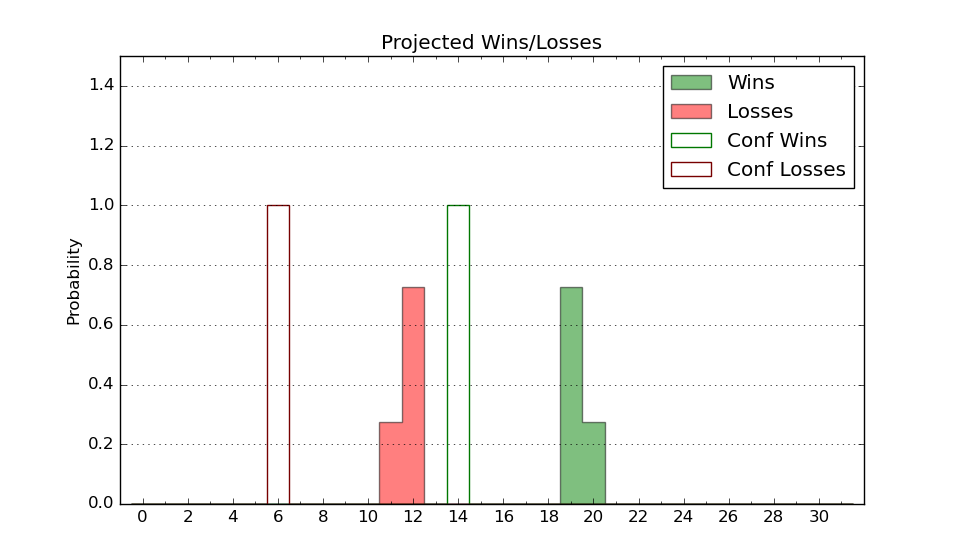 Projected Wins/Losses
Wins
Losses
Conf Wins
Conf Losses
Probability
1.4
1.2
1.0
0.8
0.6
0.4
0.2
0.0
0 2 4 6 8 10 12 14 16 18 20 22 24 26 28 30